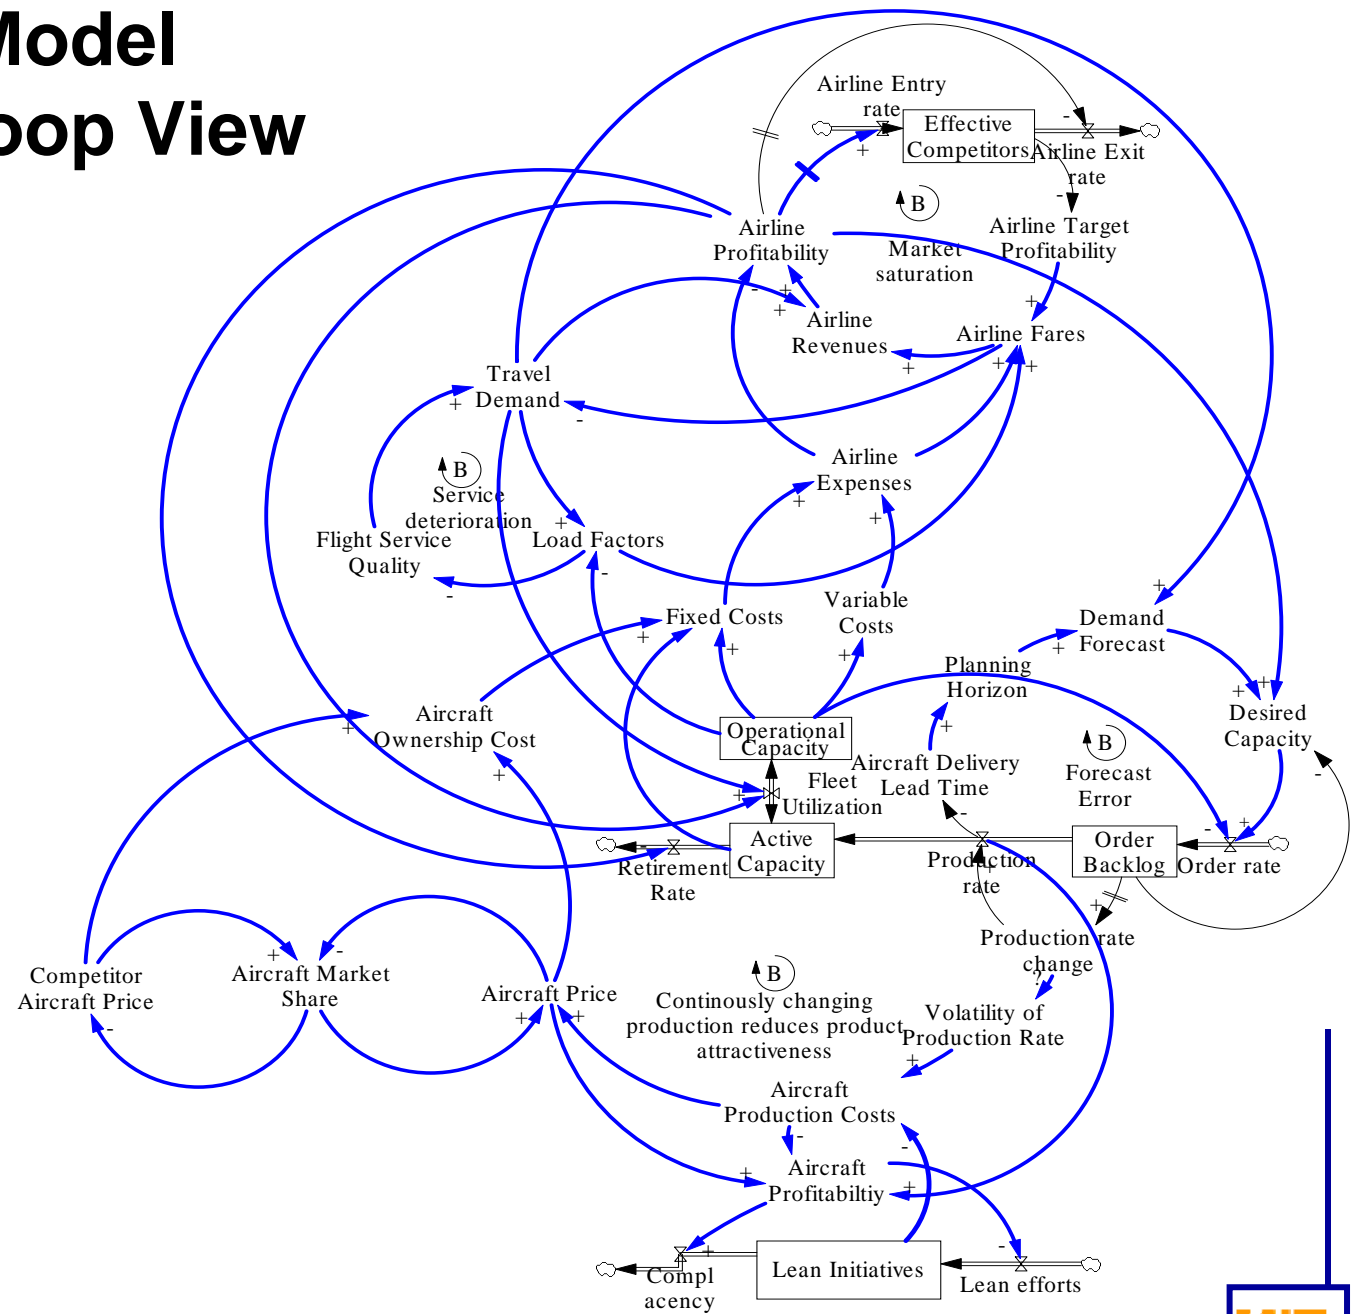 Model
oop View
Airline Entry
rate
Effective
Competitors
Airline Exit
rate
B
Airline
Profitability
Market
saturation
Airline Target
Profitability
Airline
Revenues
Airline Fares
Travel
Demand
B
Service
deterioration
Airline
Expenses
Flight Service
Quality
Load Factors
Fixed Costs
Variable
Costs
Demand
Forecast
Planning
Horizon
Aircraft
Ownership Cost
Operational
Capacity
Desired
Capacity
B
Forecast
Error
Aircraft Delivery
Lead Time
Fleet
Utilization
Active
Capacity
Retirement
Rate
Production
rate
Order
Backlog
Order rate
Production rate
change
?
Competitor
Aircraft Price
Aircraft Market
Share
Aircraft Price
B
Continously changing
production reduces product
attractiveness
Volatility of
Production Rate
Aircraft
Production Costs
Aircraft
Profitabiltiy
Lean Initiatives
Compl
acency
Lean efforts